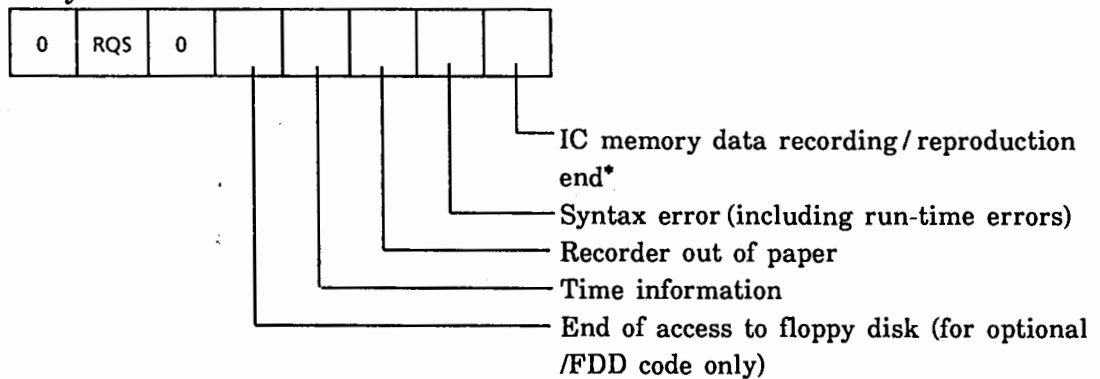 0 RQS 0
IC memory data recording / reproduction
end*
Syntax error (including run-time errors)
Recorder out of paper
Time information
End of access to floppy disk (for optional
/FDD code only)